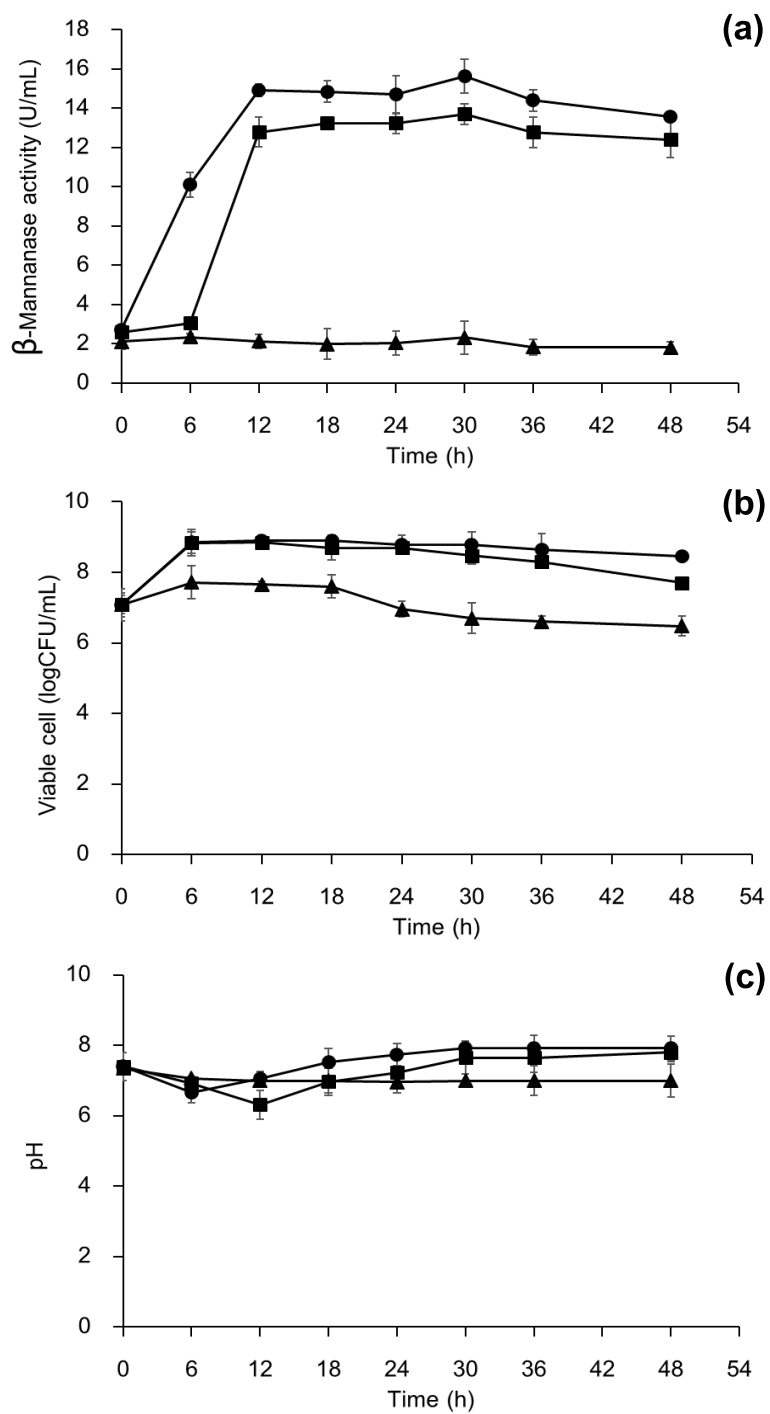 (a)
18
16
14
12
10
8
6
4
2
0
β-Mannanase activity (U/mL)
0 6 12 18 24 30 36 42 48 54
Time (h)
(b)
10
8
6
4
2
0
Viable cell (logCFU/mL)
0 6 12 18 24 30 36 42 48 54
Time (h)
(c)
10
8
6
4
2
0
pH
0 6 12 18 24 30 36 42 48 54
Time (h)